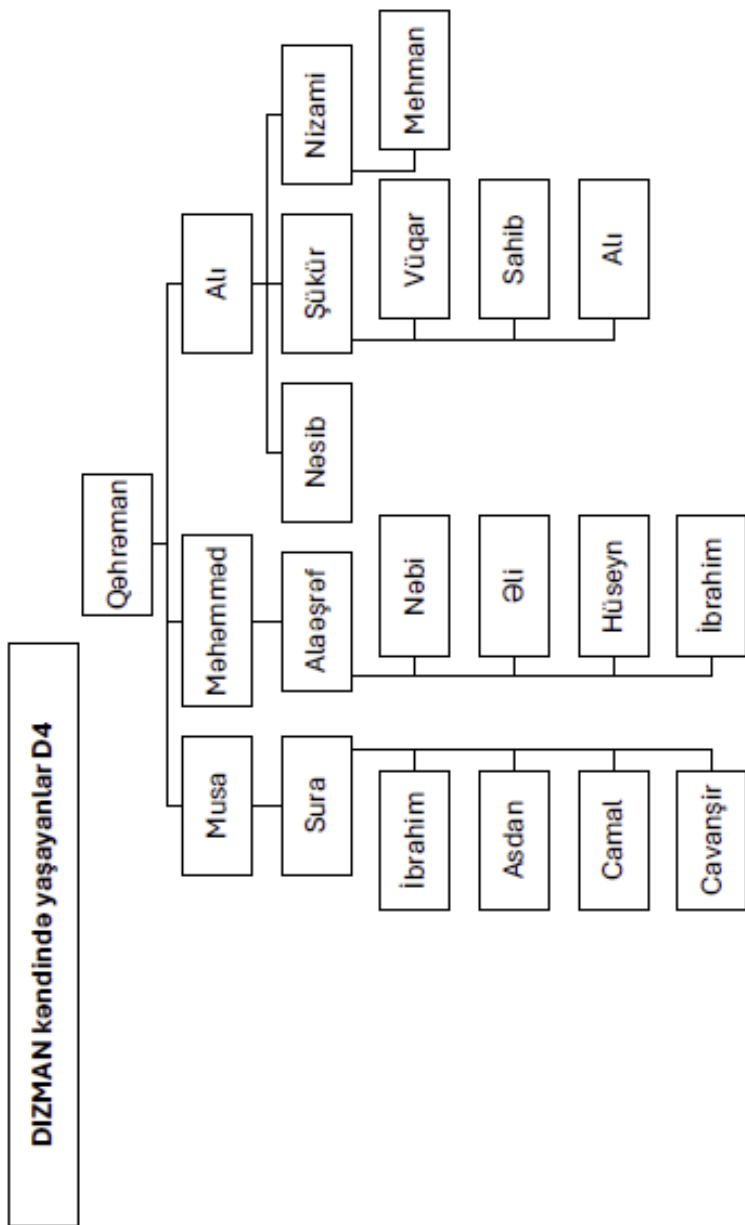 DIZMAN kəndində yaşayanlar D4
Qəhrəman
Musa
Məhəmməd
Alı
Sura
Alaəşrəf
Nəsib
Şükür
Nizami
İbrahim
Nəbi
Vüqar
Mehman
Asdan
Əli
Sahib
Camal
Hüseyn
Alı
Cavanşir
İbrahim